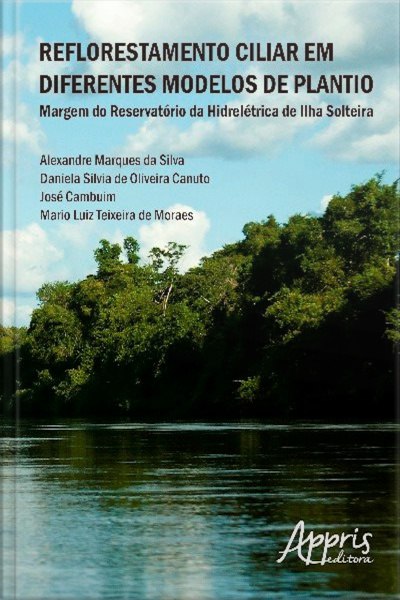 REFLORESTAMENTO CILIAR EM
DIFERENTES MODELOS DE PLANTIO
Margem do Reservatório da Hidrelétrica de Ilha Solteira
Alexandre Marques da Silva
Daniela Silvia de Oliveira Canuto
José Cambuim
Mario Luiz Teixeira de Moraes
Appris
editora